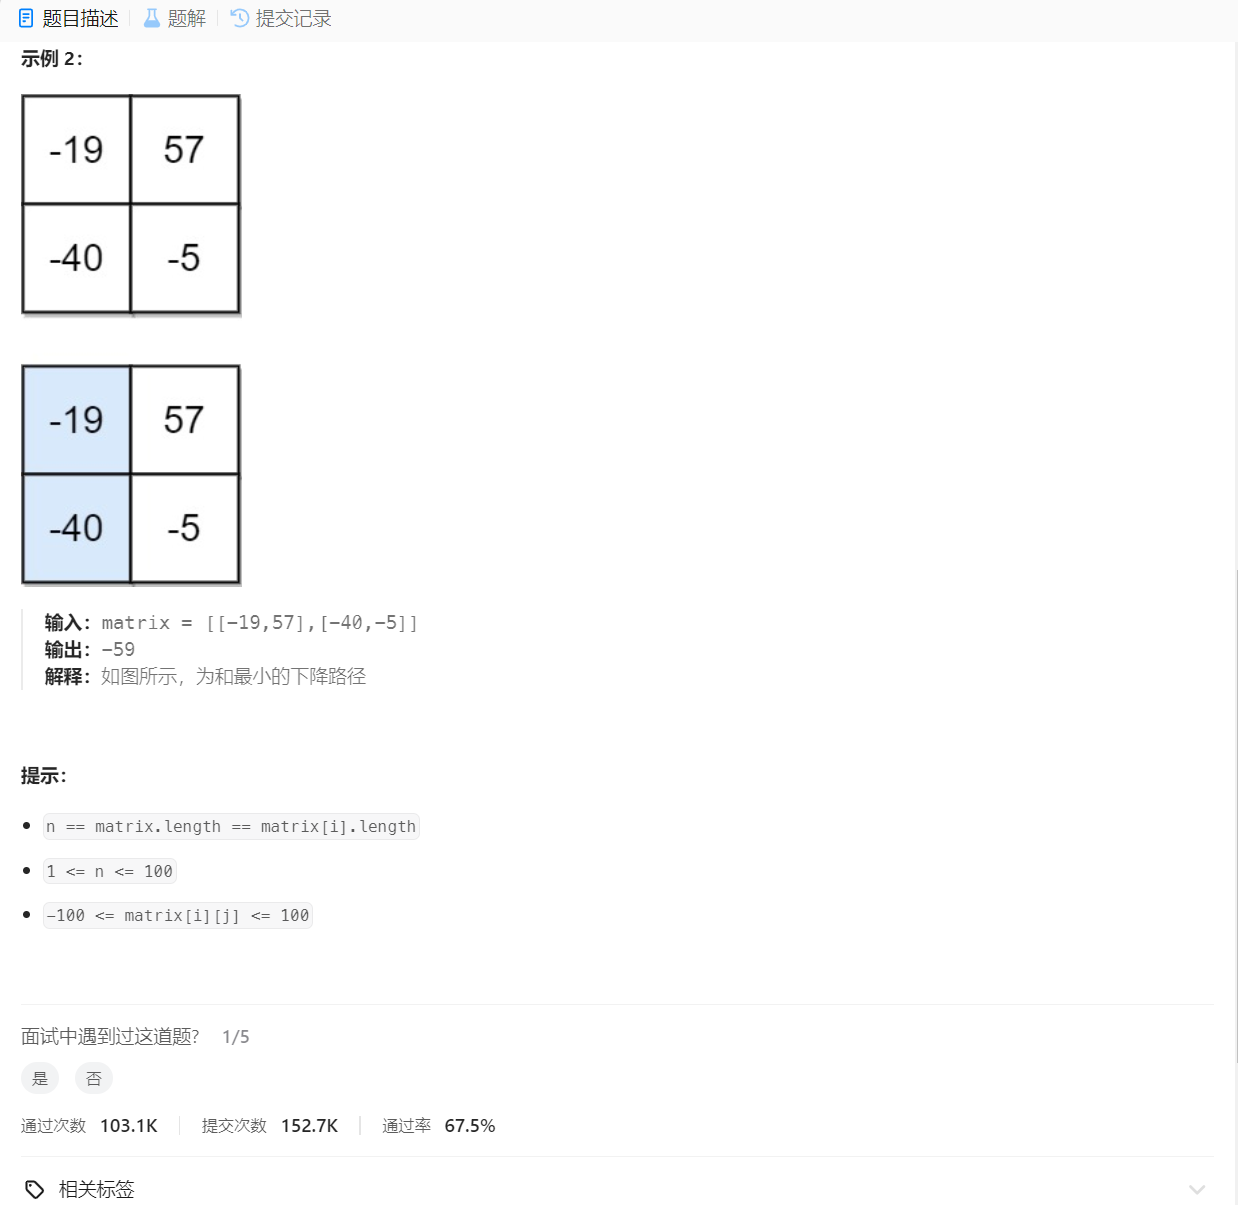 题目描述 题解 提交记录
示例 2：
-19 57
-40 -5
-19 57
-40 -5
输入：matrix = [[-19,57],[-40,-5]]
输出：-59
解释：如图所示，为和最小的下降路径
提示：
n == matrix.length == matrix[i].length
1 <= n <= 100
-100 <= matrix[i][j] <= 100
面试中遇到过这道题? 1/5
是 否
通过次数 103.1K 提交次数 152.7K 通过率 67.5%
相关标签